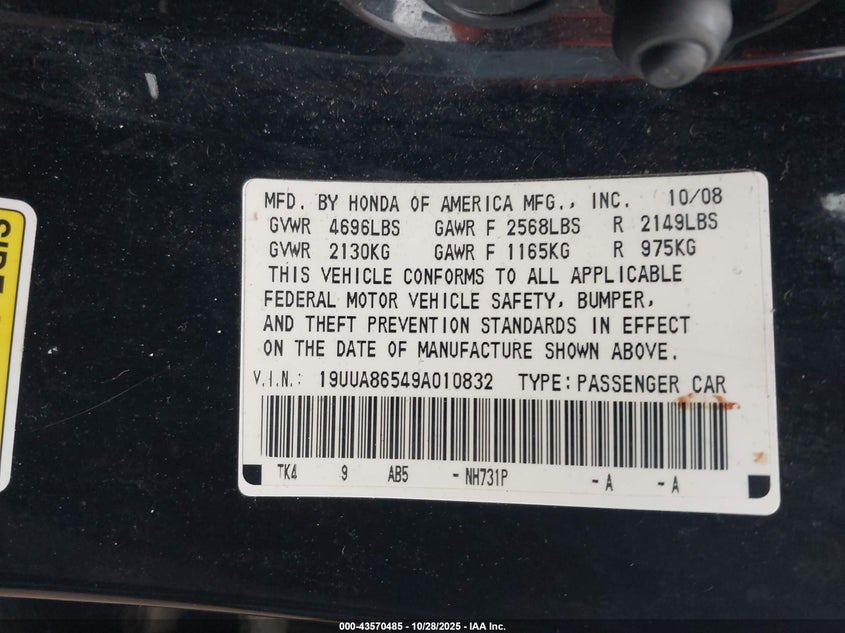 MFD. BY HONDA OF AMERICA MFG., INC. 10/08
GVWR 4696LBS GAWR F 2568LBS R 2149LBS
GVWR 2130KG GAWR F 1165KG R 975KG
THIS VEHICLE CONFORMS TO ALL APPLICABLE
FEDERAL MOTOR VEHICLE SAFETY, BUMPER,
AND THEFT PREVENTION STANDARDS IN EFFECT
ON THE DATE OF MANUFACTURE SHOWN ABOVE.
V.I.N.: 19UUA86549A010832 TYPE: PASSENGER CAR
TK4 9 AB5 - NH731P - A - A
SIDE
000-43570485 - 10/28/2025 - IAA Inc.